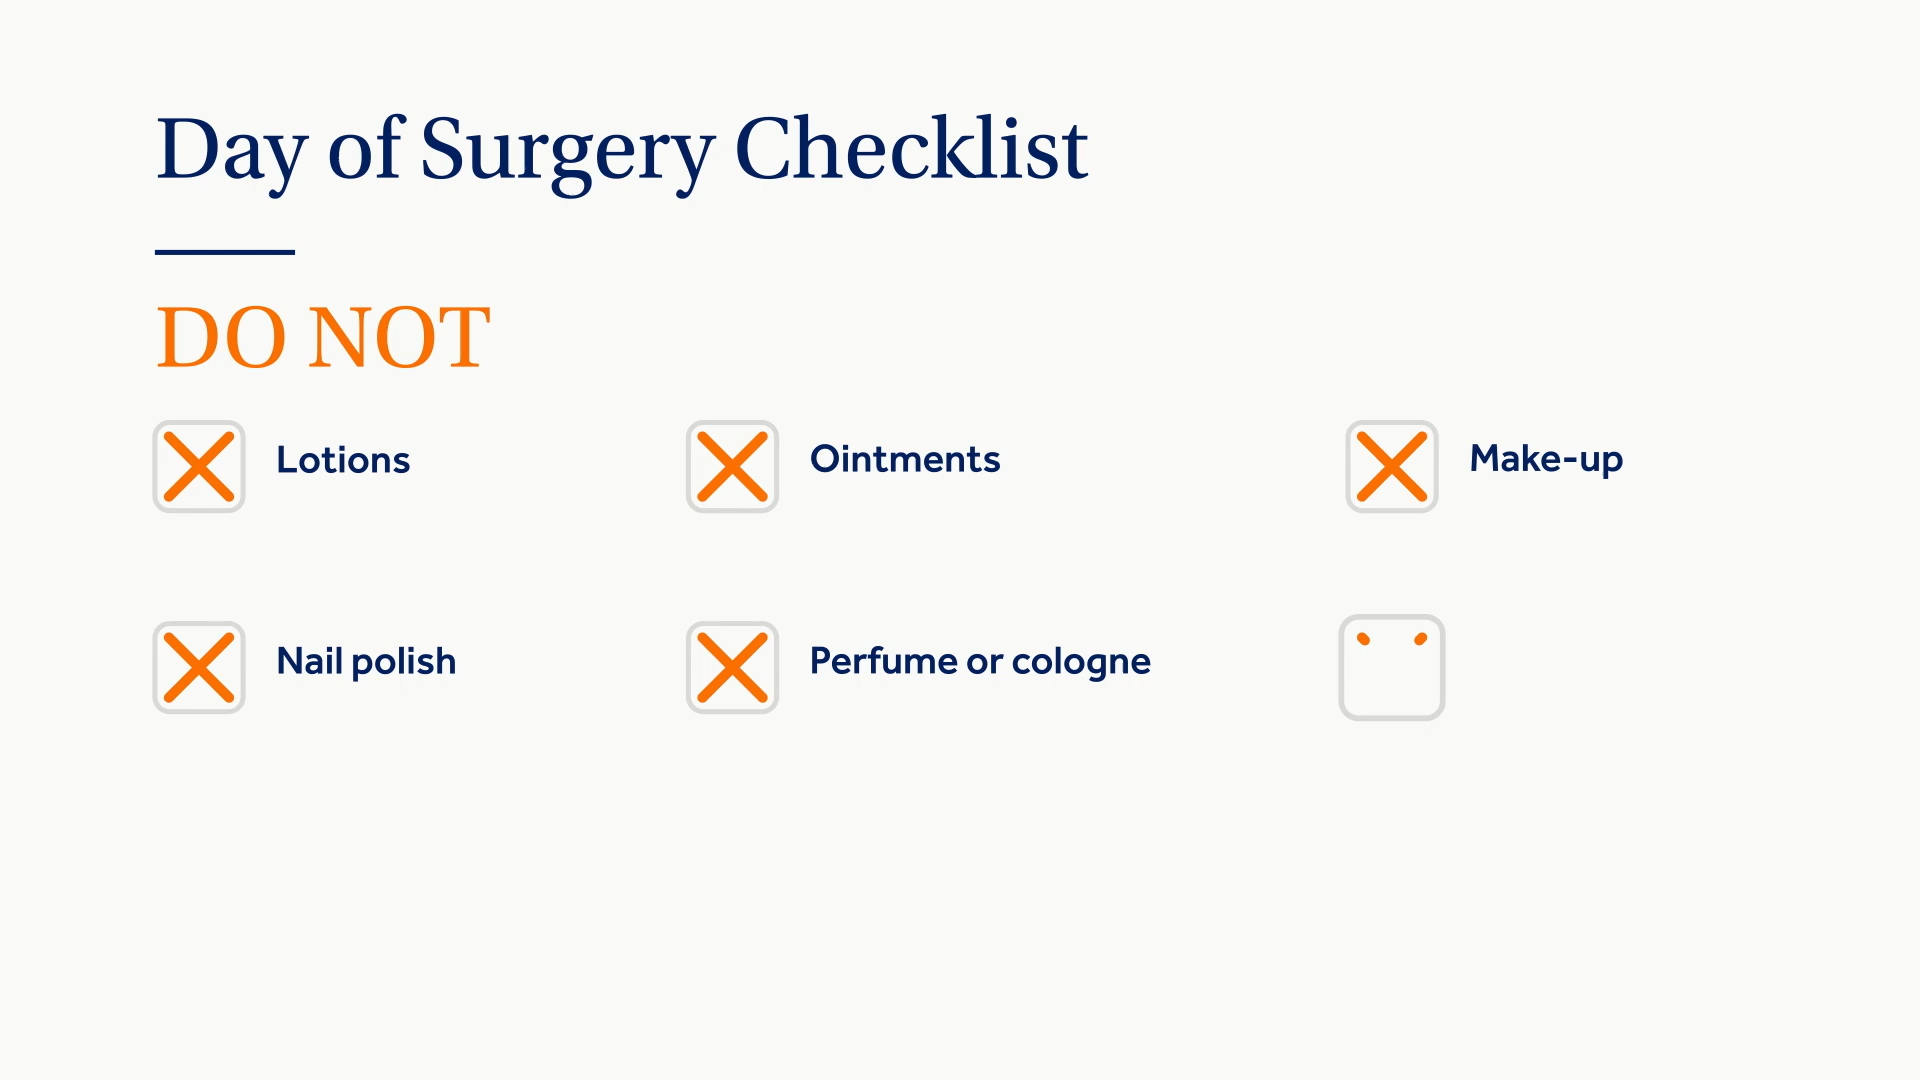 Day of Surgery Checklist
DO NOT
Lotions
Ointments
Make-up
Nail polish
Perfume or cologne